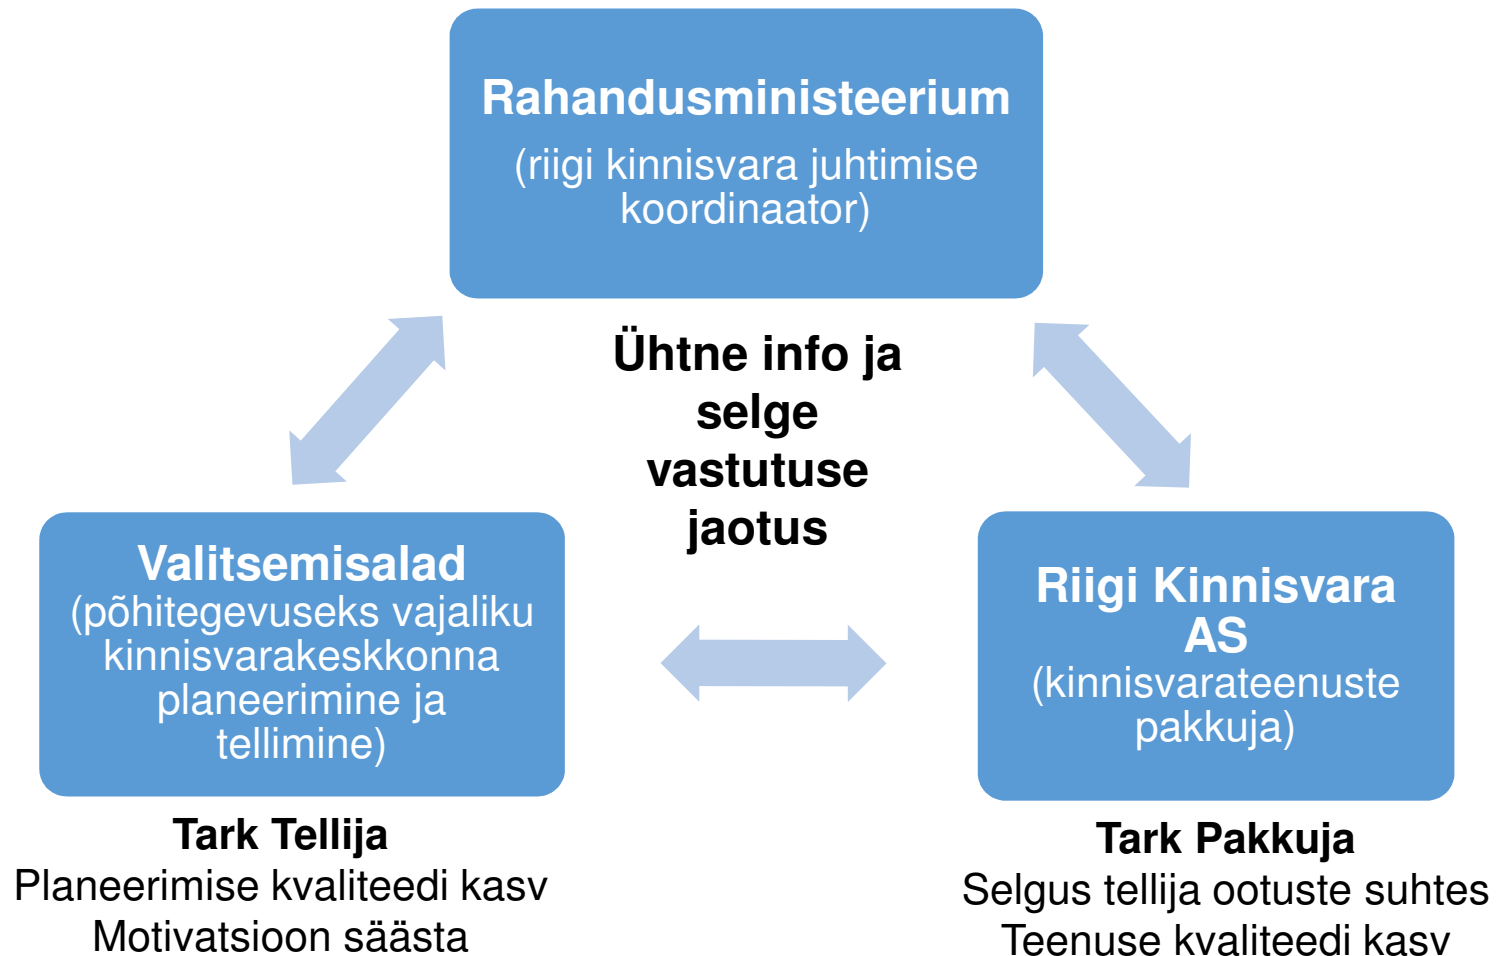 Rahandusministeerium
(riigi kinnisvara juhtimise
koordinaator)
Ühtne info ja
selge
vastutuse
jaotus
Valitsemisalad
(põhitegevuseks vajaliku
kinnisvarakeskkonna
planeerimine ja
tellimine)
Riigi Kinnisvara
AS
(kinnisvarateenuste
pakkuja)
Tark Tellija
Planeerimise kvaliteedi kasv
Motivatsioon säästa
Tark Pakkuja
Selgus tellija ootuste suhtes
Teenuse kvaliteedi kasv